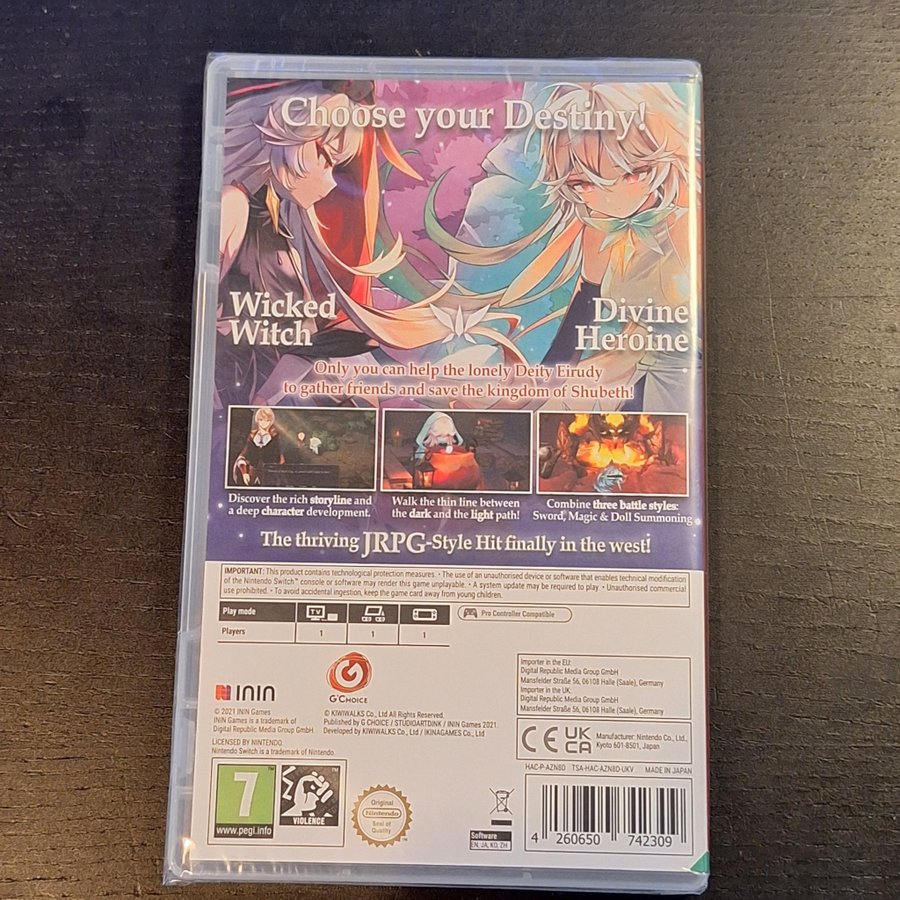 Choose your Destiny!
Wicked
Witch
Divine
Heroine
Only you can help the lonely Deity Eirudy
to gather friends and save the kingdom of Shubeth!
Discover the rich storyline and
a deep character development.
Walk the thin line between
the dark and the light path!
Combine three battle styles:
Sword, Magic & Doll Summoning
The thriving JRPG-Style Hit finally in the west!
IMPORTANT: This product contains technological protection measures. • The use of an unauthorised device or software that enables technical modification
of the Nintendo Switch™ console or software may render this game unplayable. • A system update may be required to play • Unauthorised commercial
use prohibited. • To avoid accidental ingestion, keep the game card away from young children.
Play mode
TV
Pro Controller Compatible
Players
1
1
1
ININ
G
G'CHOICE
© 2021 ININ Games
ININ Games is a trademark of
Digital Republic Media Group GmbH.
© KIWIWALKS Co., Ltd All Rights Reserved.
Published by G CHOICE / STUDIOARTDINK / ININ Games 2021.
Developed by KIWIWALKS Co., Ltd / IKINAGAMES Co., Ltd
LICENSED BY NINTENDO.
Nintendo Switch is a trademark of Nintendo.
Importer in the EU:
Digital Republic Media Group GmbH
Mansfelder Straße 56, 06108 Halle (Saale), Germany
Importer in the UK:
Digital Republic Media Group GmbH
Mansfelder Straße 56, 06108 Halle (Saale), Germany
CE
UK
CA
Manufacturer: Nintendo Co., Ltd.,
Kyoto 601-8501, Japan
HAC-P-AZN8D TSA-HAC-AZN8D-UKV MADE IN JAPAN
7
www.pegi.info
VIOLENCE
Original
Nintendo
Seal of
Quality
Software
EN, JA, KO, ZH
4 260650 742309